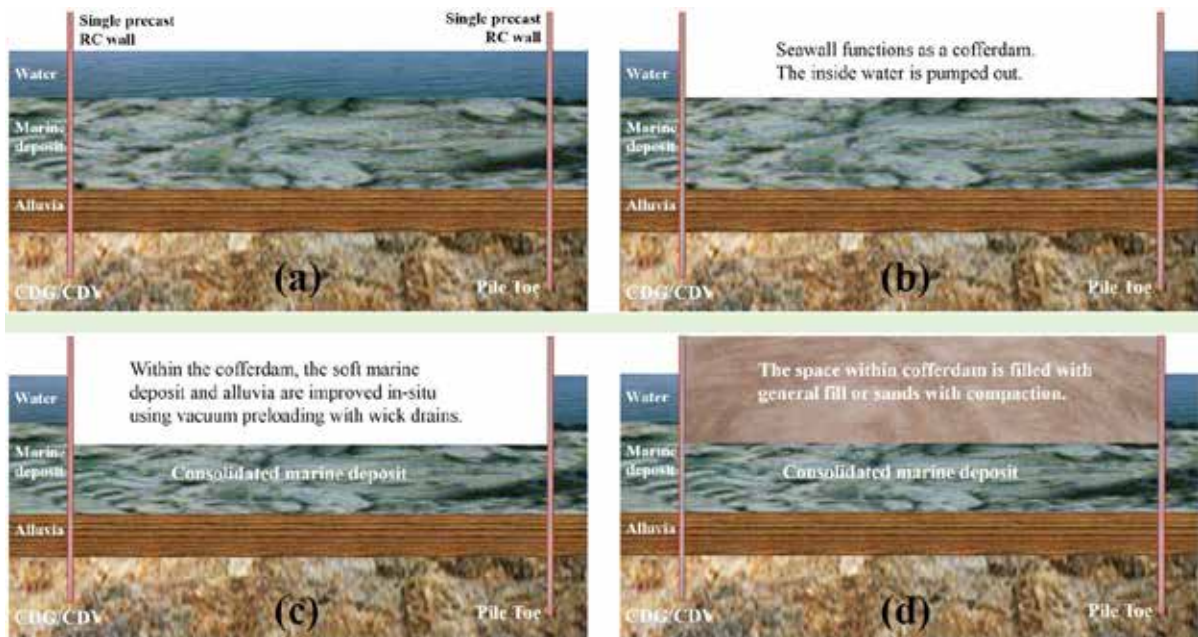 Single precast
RC wall
Single precast
RC wall
Water
Marine
deposit
Alluvia
CDG/CDV
(a)
Pile Toe
Seawall functions as a cofferdam.
The inside water is pumped out.
Water
Marine
deposit
Alluvia
CDG/CDV
(b)
Pile Toe
Within the cofferdam, the soft marine
deposit and alluvia are improved in-situ
using vacuum preloading with wick drains.
Water
Marine
deposit
Consolidated marine deposit
Alluvia
CDG/CDV
(c)
Pile Toe
The space within cofferdam is filled with
general fill or sands with compaction.
Water
Marine
deposit
Consolidated marine deposit
Alluvia
CDG/CDV
(d)
Pile Toe